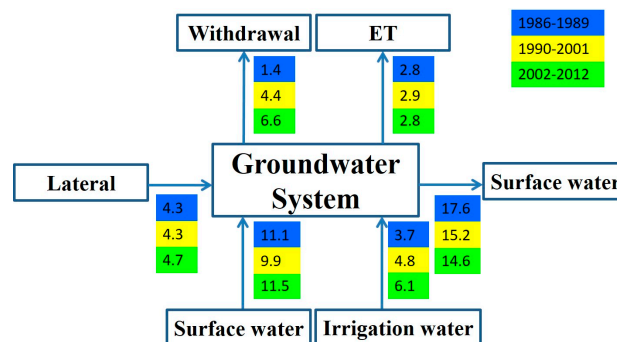 Withdrawal
ET
1986-1989
1990-2001
2002-2012
1.4
4.4
6.6
2.8
2.9
2.8
Lateral
Groundwater
System
Surface water
4.3
4.3
4.7
11.1
9.9
11.5
3.7
4.8
6.1
17.6
15.2
14.6
Surface water
Irrigation water